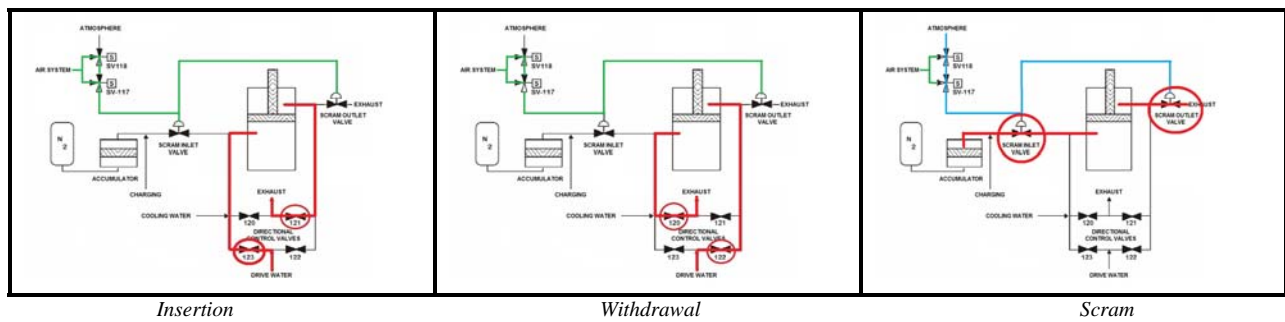 ATMOSPHERE
S
SV118
AIR SYSTEM
S
SV-117
EXHAUST
SCRAM OUTLET
VALVE
N
2
SCRAM INLET
VALVE
ACCUMULATOR
CHARGING
EXHAUST
COOLING WATER
120
121
DIRECTIONAL
CONTROL VALVES
123
122
DRIVE WATER
Insertion
ATMOSPHERE
S
SV118
AIR SYSTEM
S
SV-117
EXHAUST
SCRAM OUTLET
VALVE
N
2
SCRAM INLET
VALVE
ACCUMULATOR
CHARGING
EXHAUST
COOLING WATER
120
121
DIRECTIONAL
CONTROL VALVES
123
122
DRIVE WATER
Withdrawal
ATMOSPHERE
S
SV118
AIR SYSTEM
S
SV-117
EXHAUST
SCRAM OUTLET
VALVE
N
2
SCRAM INLET
VALVE
ACCUMULATOR
CHARGING
EXHAUST
COOLING WATER
120
121
DIRECTIONAL
CONTROL VALVES
123
122
DRIVE WATER
Scram